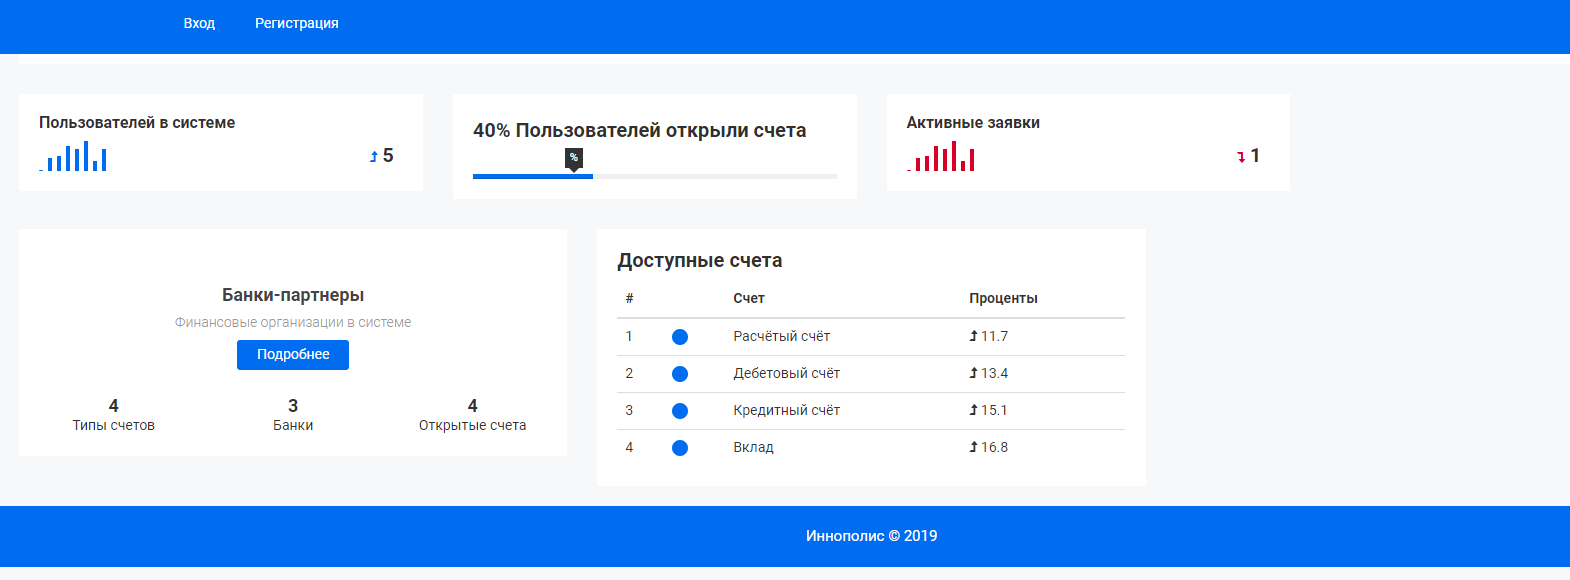 Вход Регистрация
Пользователей в системе
5
40% Пользователей открыли счета
%
Активные заявки
1
Банки-партнеры
Финансовые организации в системе
Подробнее
4 3 4
Типы счетов Банки Открытые счета
Доступные счета
# Счет Проценты
1 Расчётый счёт 11.7
2 Дебетовый счёт 13.4
3 Кредитный счёт 15.1
4 Вклад 16.8
Иннополис © 2019